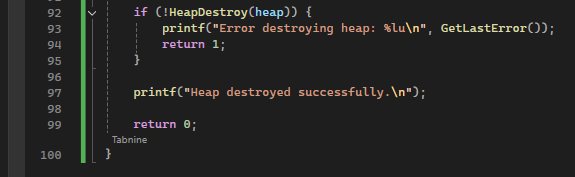 92 if (!HeapDestroy(heap)) {
93 printf("Error destroying heap: %lu\n", GetLastError());
94 return 1;
95 }
96
97 printf("Heap destroyed successfully.\n");
98
99 return 0;
Tabnine
100 }